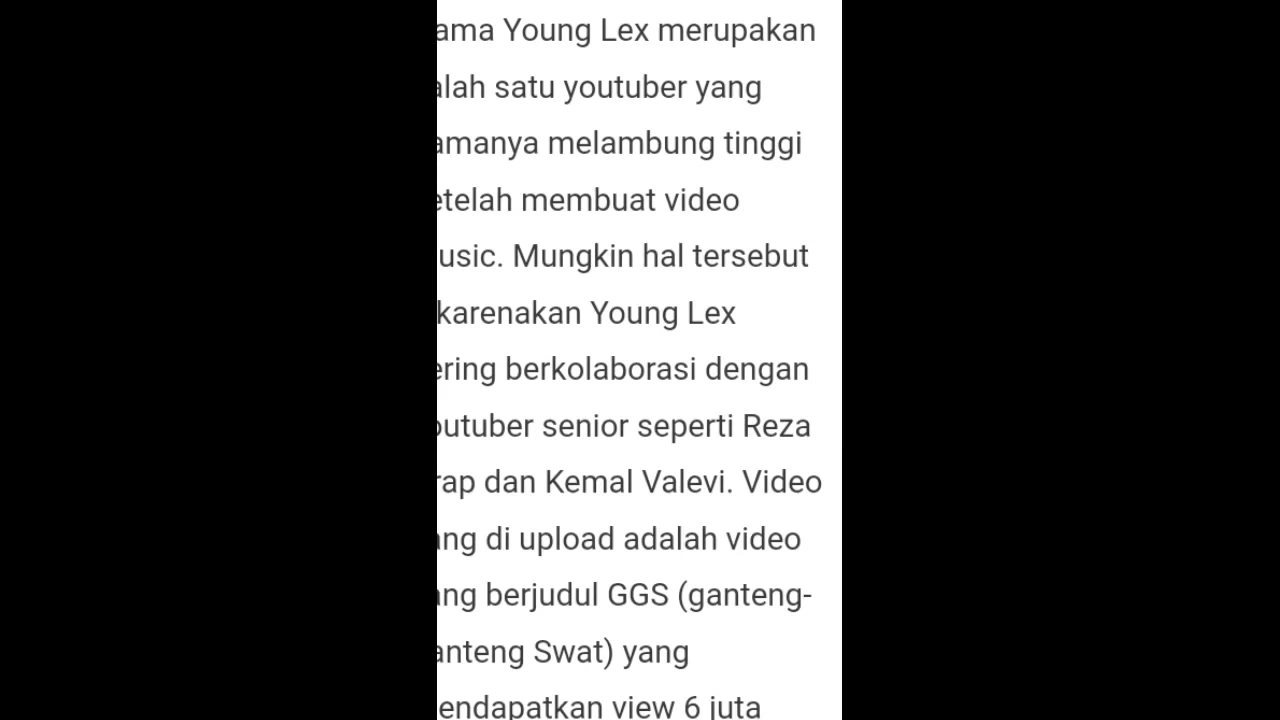 ama Young Lex merupakan
alah satu youtuber yang
amanya melambung tinggi
etelah membuat video
usic. Mungkin hal tersebut
karenakan Young Lex
ering berkolaborasi dengan
outuber senior seperti Reza
rap dan Kemal Valevi. Video
ang di upload adalah video
ang berjudul GGS (ganteng-
anteng Swat) yang
endapatkan view 6 juta